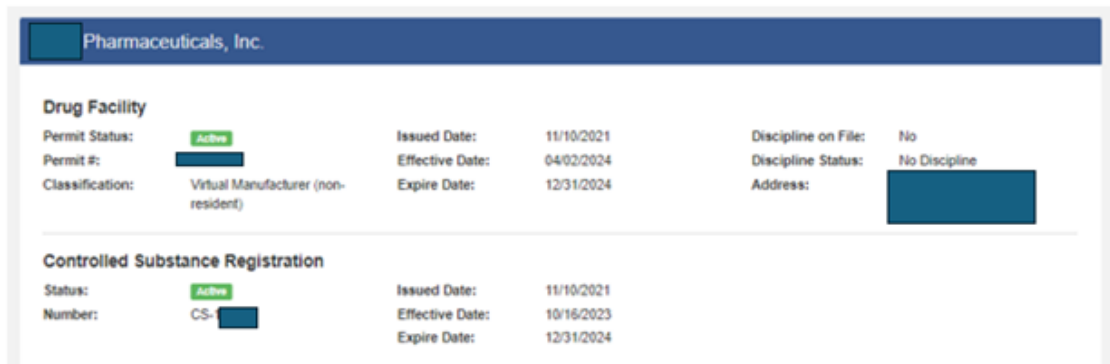 Pharmaceuticals, Inc.
Drug Facility
Permit Status: Active Issued Date: 11/10/2021 Discipline on File: No
Permit #: Effective Date: 04/02/2024 Discipline Status: No Discipline
Classification: Virtual Manufacturer (non- Expire Date: 12/31/2024 Address:
resident)
Controlled Substance Registration
Status: Active Issued Date: 11/10/2021
Number: CS-1 Effective Date: 10/16/2023
Expire Date: 12/31/2024